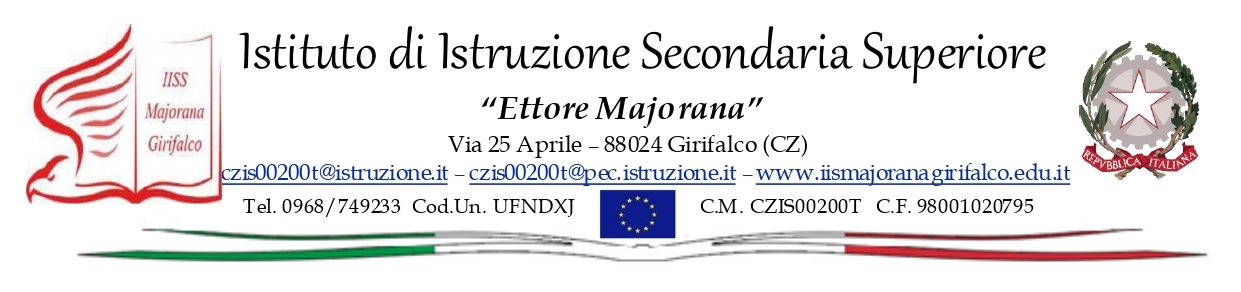 Istituto di Istruzione Secondaria Superiore
IISS
Majorana
Girifalco
“Ettore Majorana”
Via 25 Aprile – 88024 Girifalco (CZ)
czis00200t@istruzione.it – czis00200t@pec.istruzione.it – www.iismajoranagirifalco.edu.it
REPVBBLICA ITALIANA
Tel. 0968/749233 Cod.Un. UFNDXJ C.M. CZIS00200T C.F. 98001020795